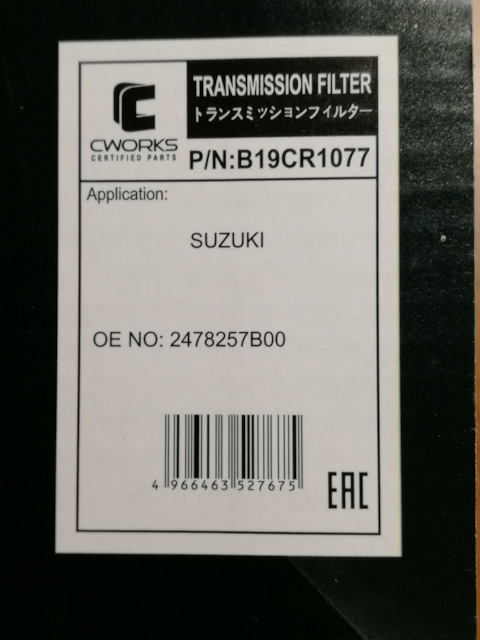 TRANSMISSION FILTER
トランスミッションフィルター
CWORKS
CERTIFIED PARTS
P/N:B19CR1077
Application:
SUZUKI
OE NO: 2478257B00
4 966463 527675
EAC